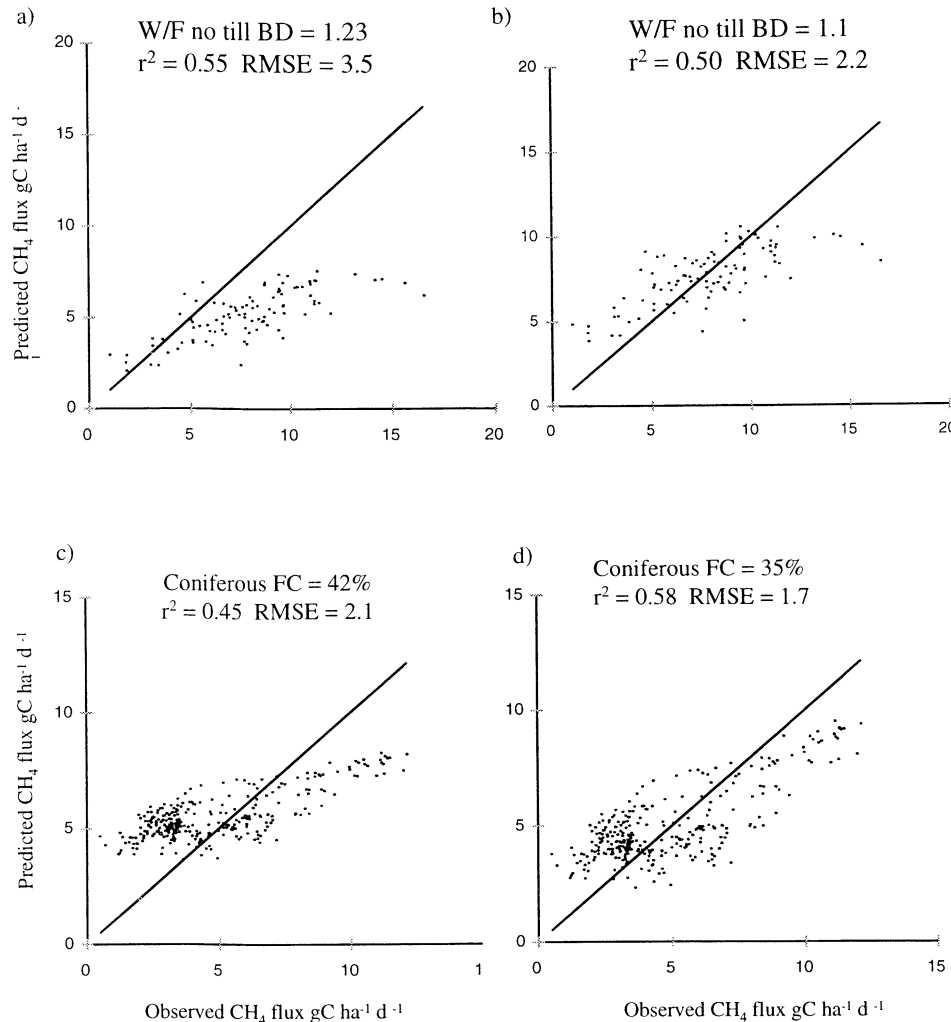 a)
W/F no till BD = 1.23
r² = 0.55 RMSE = 3.5
20
15
10
5
0
0 5 10 15 20
Predicted CH₄ flux gC ha⁻¹ d⁻
b)
W/F no till BD = 1.1
r² = 0.50 RMSE = 2.2
20
15
10
5
0
0 5 10 15 20
c)
Coniferous FC = 42%
r² = 0.45 RMSE = 2.1
15
10
5
0
0 5 10 1
Predicted CH₄ flux gC ha⁻¹ d⁻¹
Observed CH₄ flux gC ha⁻¹ d⁻¹
d)
Coniferous FC = 35%
r² = 0.58 RMSE = 1.7
15
10
5
0
0 5 10 15
Observed CH₄ flux gC ha⁻¹ d⁻¹